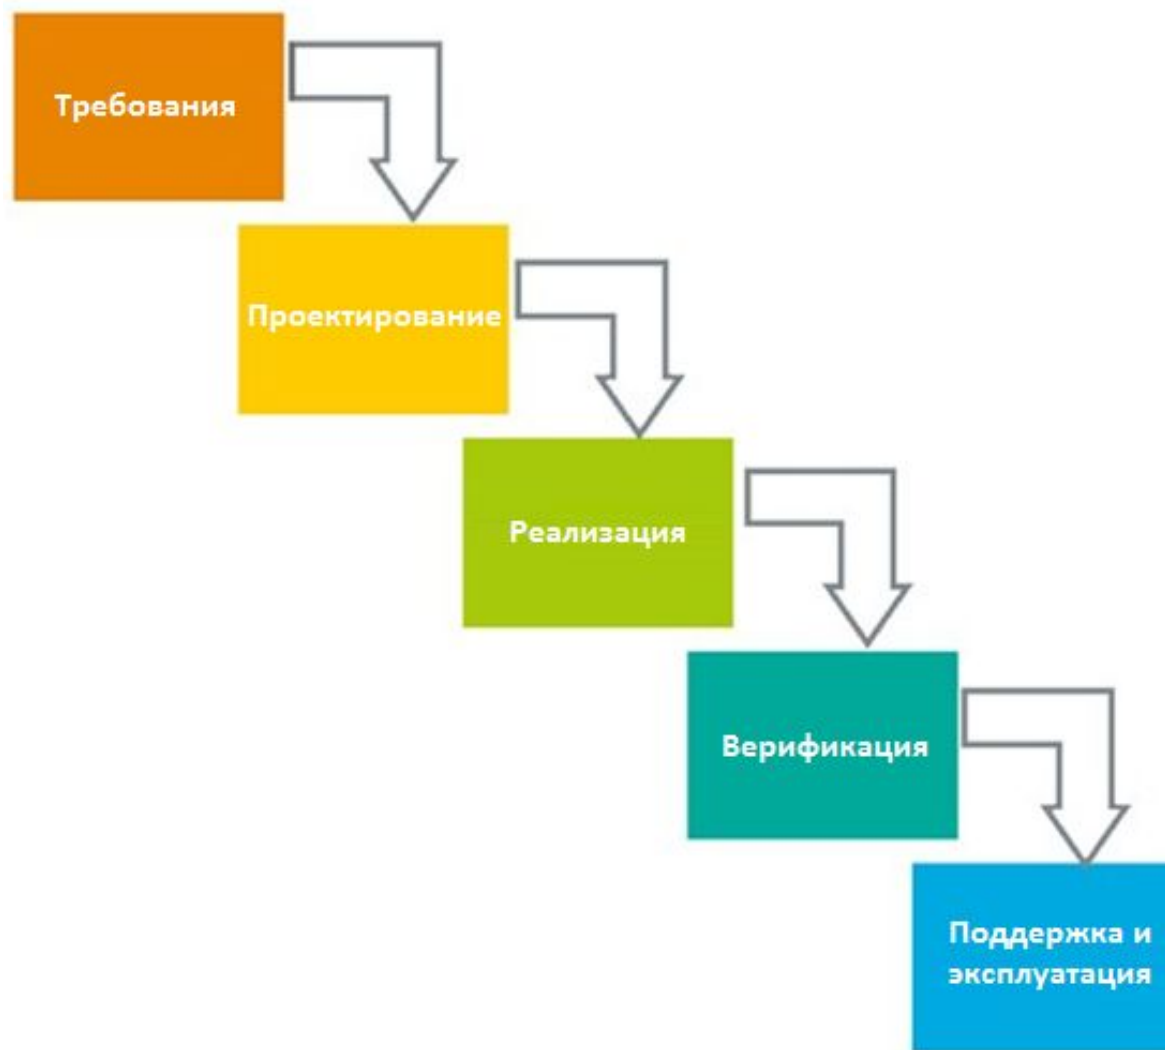 Требования
Проектирование
Реализация
Верификация
Поддержка и
эксплуатация